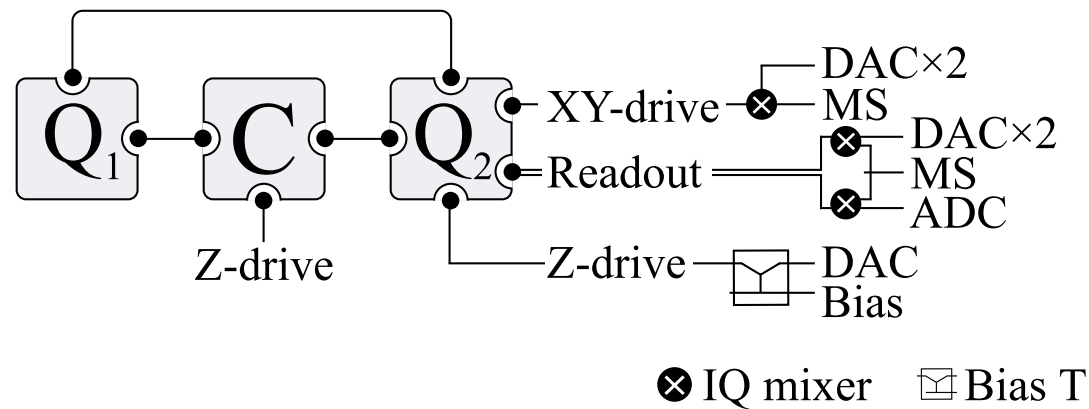 Q1
C
Q2
XY-drive
DAC×2
MS
Readout
DAC×2
MS
ADC
Z-drive
Z-drive
DAC
Bias
IQ mixer
Bias T